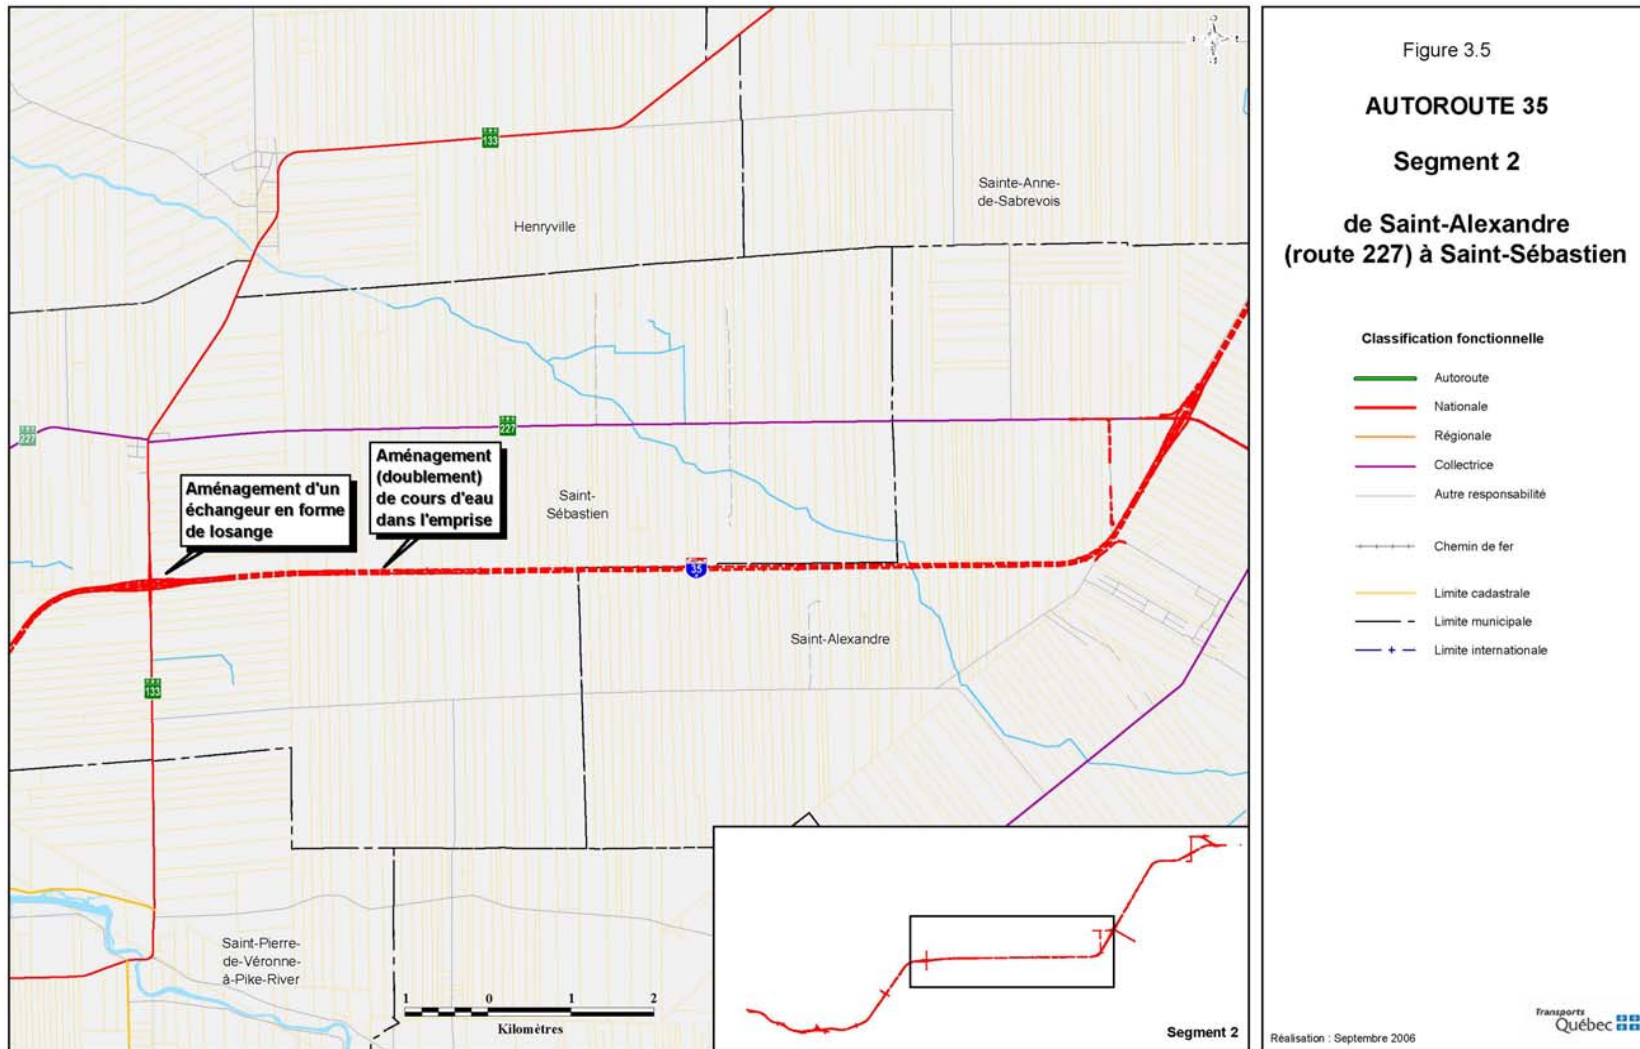 133
Sainte-Anne-
de-Sabrevois
Henryville
227
227
Aménagement d'un
échangeur en forme
de losange
Aménagement
(doublement)
de cours d'eau
dans l'emprise
Saint-
Sébastien
35
Saint-Alexandre
133
Saint-Pierre-
de-Véronne-
à-Pike-River
1 0 1 2
Kilomètres
Segment 2
Figure 3.5
AUTOROUTE 35
Segment 2
de Saint-Alexandre
(route 227) à Saint-Sébastien
Classification fonctionnelle
Autoroute
Nationale
Régionale
Collectrice
Autre responsabilité
Chemin de fer
Limite cadastrale
Limite municipale
Limite internationale
Transports
Québec
Réalisation : Septembre 2006